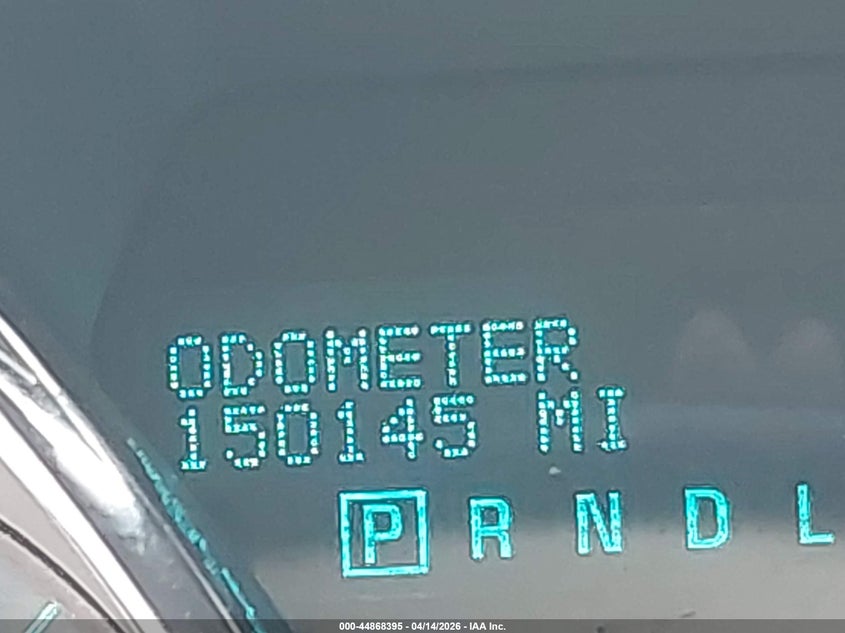 ODOMETER
150145 MI
P R N D L
000-44868395 - 04/14/2026 - IAA Inc.